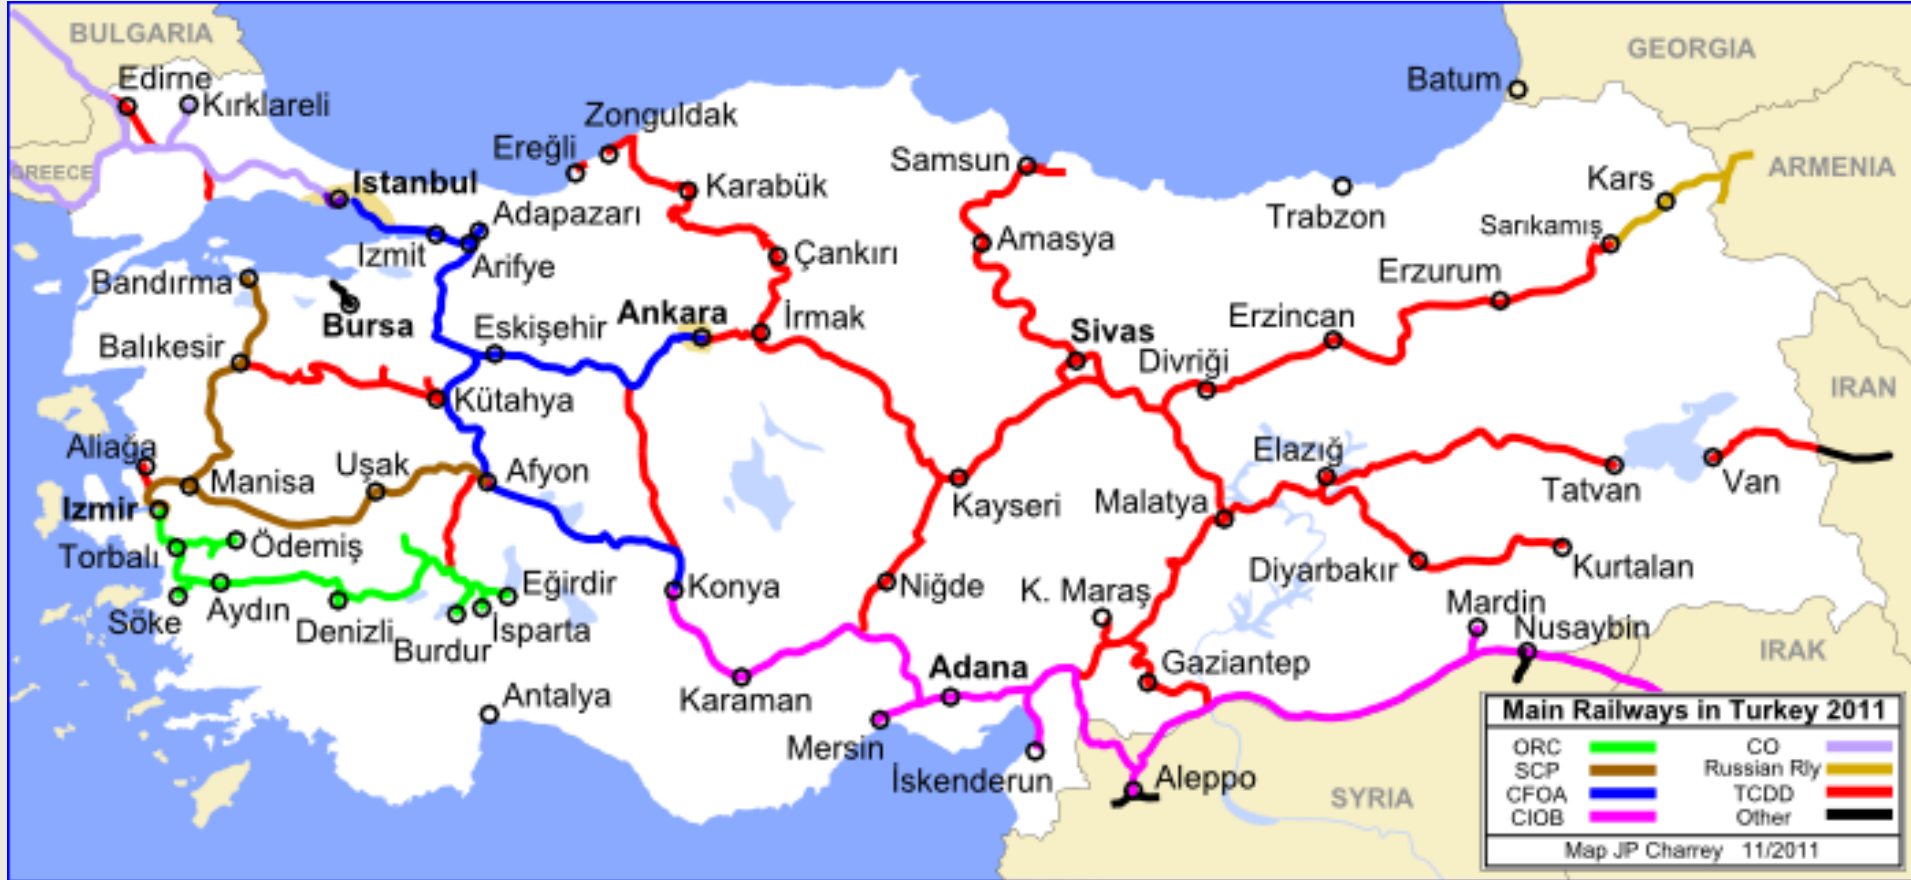 BULGARIA
GEORGIA
Edirne
Kırklareli
Batum
Zonguldak
Ereğli
Samsun
GREECE
ARMENIA
Istanbul
Karabük
Kars
Adapazarı
Trabzon
Sarıkamış
Izmit
Arifye
Amasya
Çankırı
Bandırma
Erzurum
Bursa
Eskişehir
Ankara
İrmak
Sivas
Erzincan
Balıkesir
Divriği
IRAN
Kütahya
Aliağa
Uşak
Afyon
Elazığ
Manisa
Kayseri
Malatya
Tatvan
Van
Izmir
Torbalı
Ödemiş
Diyarbakır
Kurtalan
Eğirdir
Konya
Niğde
K. Maraş
Mardin
Söke
Aydın
Denizli
Isparta
Burdur
Nusaybin
IRAK
Adana
Gaziantep
Antalya
Karaman
Mersin
İskenderun
Aleppo
SYRIA
Main Railways in Turkey 2011
ORC CO
SCP Russian Rly
CFOA TCDD
CIOB Other
Map JP Charrey 11/2011